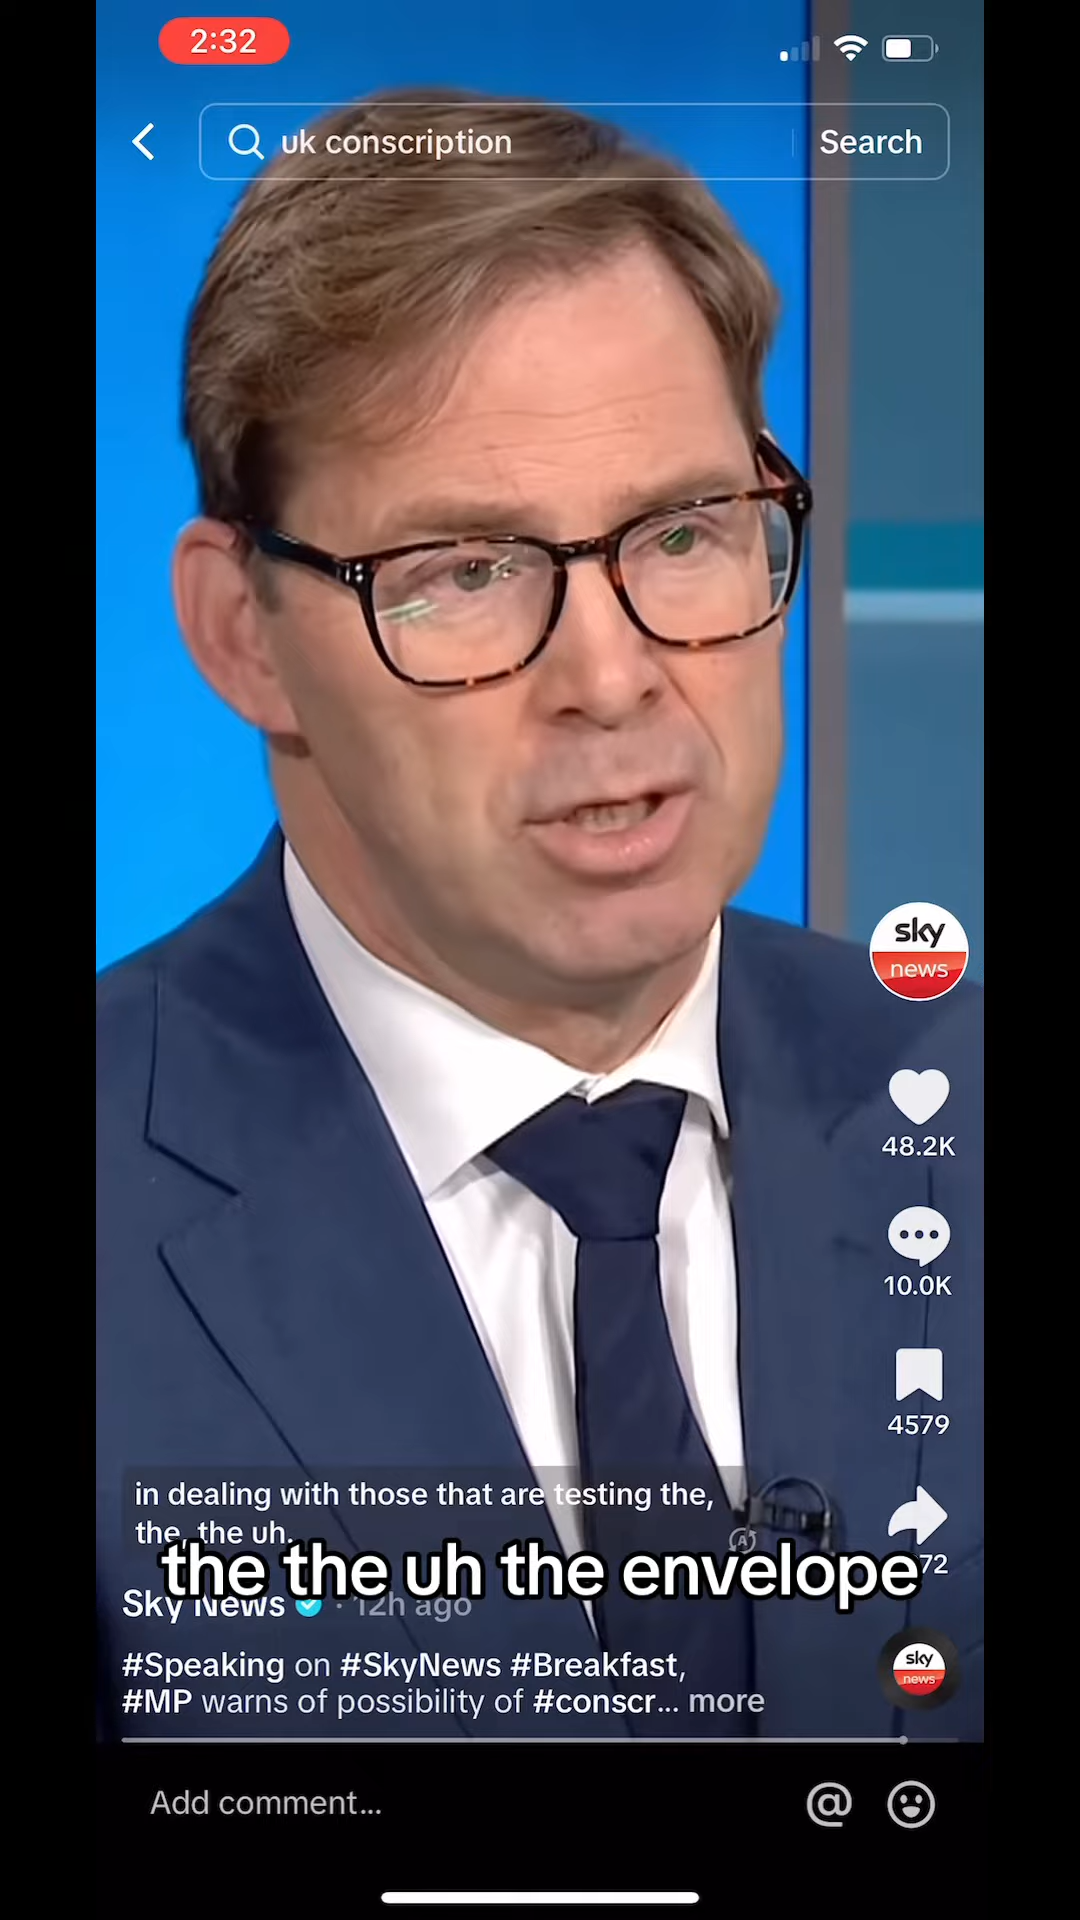 2:32
uk conscription
Search
sky
news
48.2K
10.0K
4579
in dealing with those that are testing the,
the, the uh.
the the uh the envelope
72
Sky News · 12h ago
#Speaking on #SkyNews #Breakfast,
#MP warns of possibility of #conscr... more
sky
news
Add comment...
@